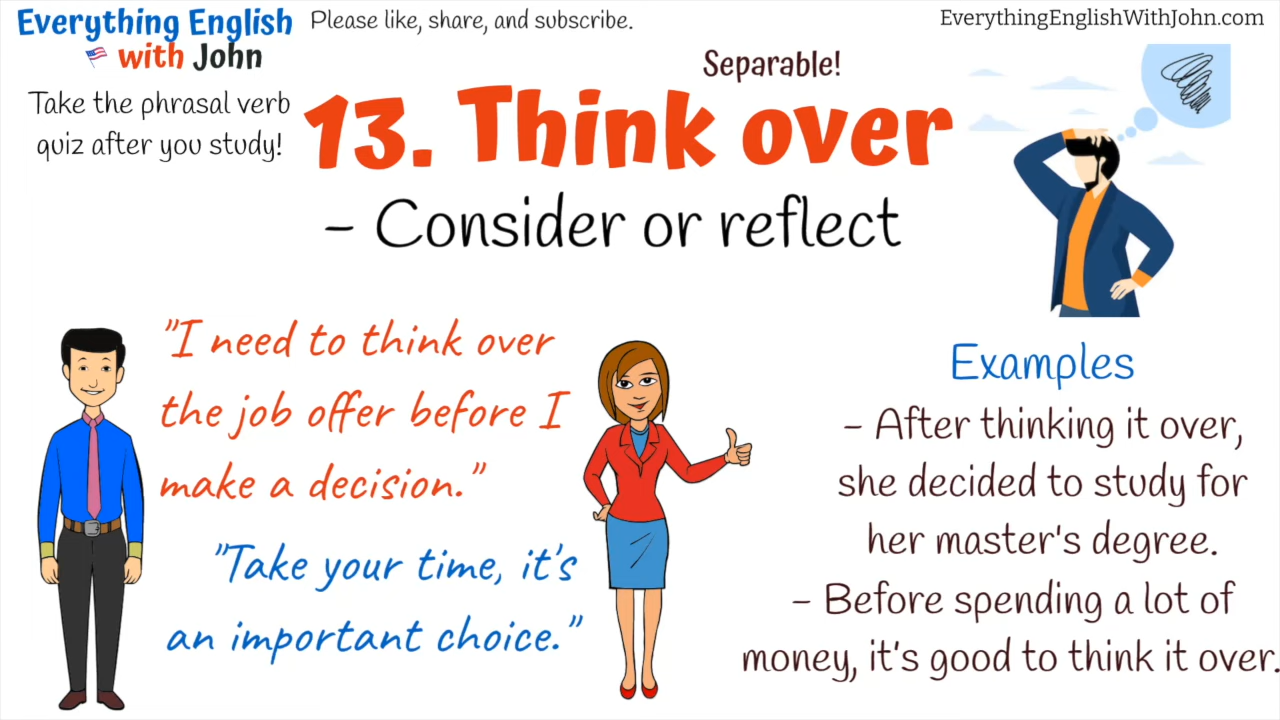 Everything English
with John
Please like, share, and subscribe.
EverythingEnglishWithJohn.com
Take the phrasal verb
quiz after you study!
Separable!
13. Think over
- Consider or reflect
"I need to think over
the job offer before I
make a decision."
"Take your time, it's
an important choice."
Examples
- After thinking it over,
she decided to study for
her master's degree.
- Before spending a lot of
money, it's good to think it over.